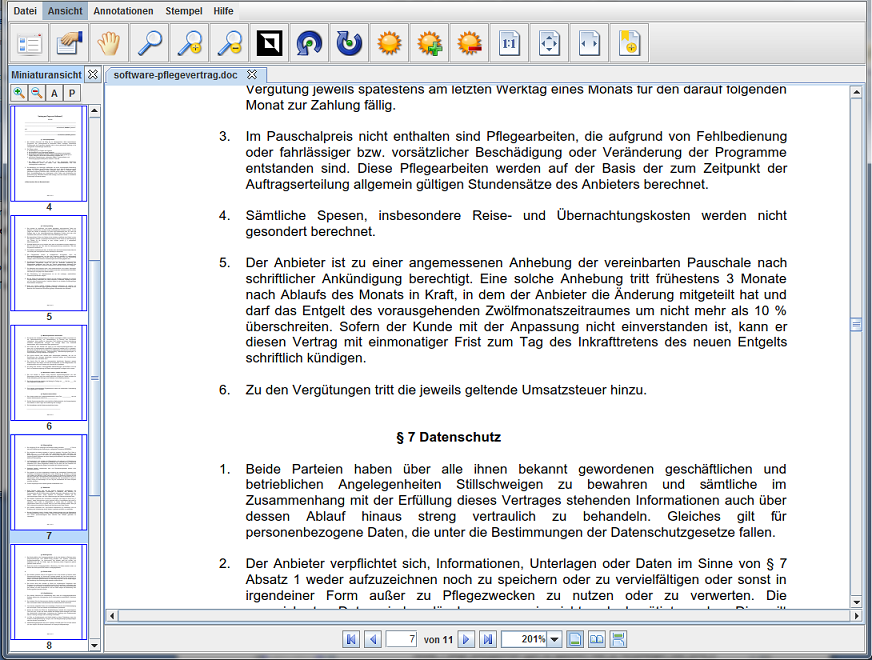 Datei Ansicht Annotationen Stempel Hilfe
1:1
Miniaturansicht
software-pflegevertrag.doc
A P
4
5
6
7
8
Vergütung jeweils spätestens am letzten Werktag eines Monats für den darauf folgenden
Monat zur Zahlung fällig.
3. Im Pauschalpreis nicht enthalten sind Pflegearbeiten, die aufgrund von Fehlbedienung
oder fahrlässiger bzw. vorsätzlicher Beschädigung oder Veränderung der Programme
entstanden sind. Diese Pflegearbeiten werden auf der Basis der zum Zeitpunkt der
Auftragserteilung allgemein gültigen Stundensätze des Anbieters berechnet.
4. Sämtliche Spesen, insbesondere Reise- und Übernachtungskosten werden nicht
gesondert berechnet.
5. Der Anbieter ist zu einer angemessenen Anhebung der vereinbarten Pauschale nach
schriftlicher Ankündigung berechtigt. Eine solche Anhebung tritt frühestens 3 Monate
nach Ablaufs des Monats in Kraft, in dem der Anbieter die Änderung mitgeteilt hat und
darf das Entgelt des vorausgehenden Zwölfmonatszeitraumes um nicht mehr als 10 %
überschreiten. Sofern der Kunde mit der Anpassung nicht einverstanden ist, kann er
diesen Vertrag mit einmonatiger Frist zum Tag des Inkrafttretens des neuen Entgelts
schriftlich kündigen.
6. Zu den Vergütungen tritt die jeweils geltende Umsatzsteuer hinzu.
§ 7 Datenschutz
1. Beide Parteien haben über alle ihnen bekannt gewordenen geschäftlichen und
betrieblichen Angelegenheiten Stillschweigen zu bewahren und sämtliche im
Zusammenhang mit der Erfüllung dieses Vertrages stehenden Informationen auch über
dessen Ablauf hinaus streng vertraulich zu behandeln. Gleiches gilt für
personenbezogene Daten, die unter die Bestimmungen der Datenschutzgesetze fallen.
2. Der Anbieter verpflichtet sich, Informationen, Unterlagen oder Daten im Sinne von § 7
Absatz 1 weder aufzuzeichnen noch zu speichern oder zu vervielfältigen oder sonst in
irgendeiner Form außer zu Pflegezwecken zu nutzen oder zu verwerten. Die
7 von 11 201%